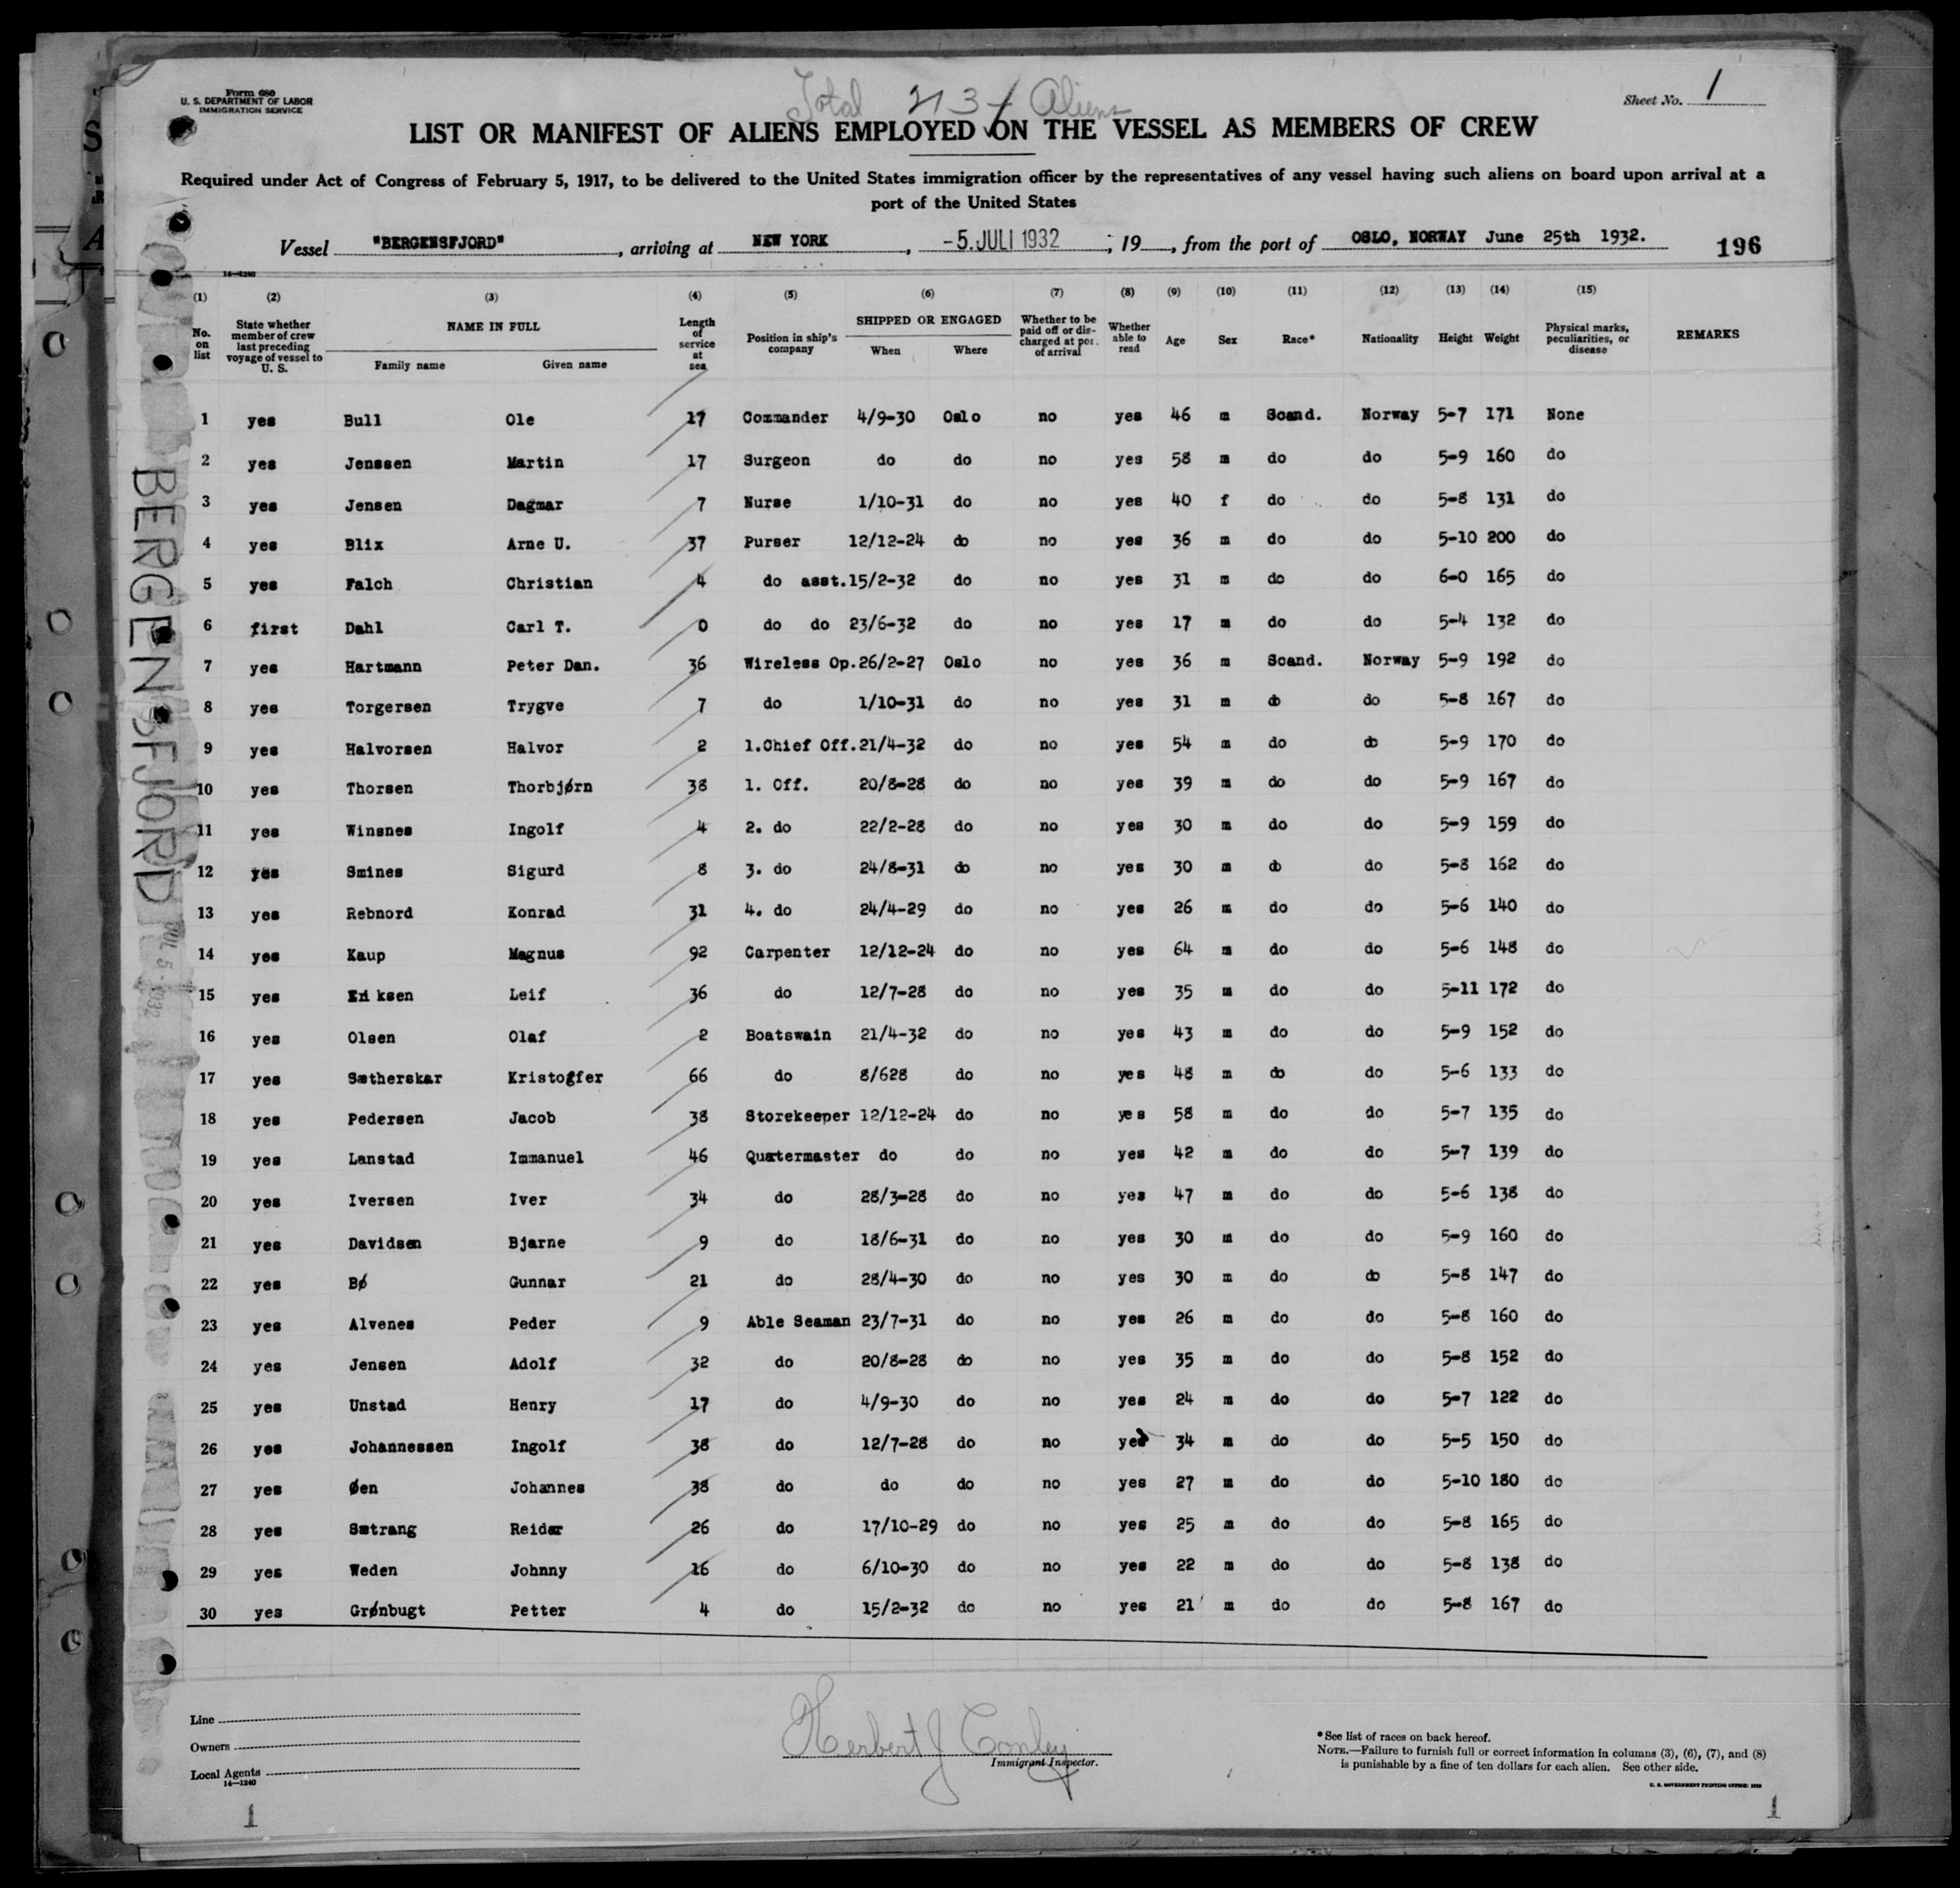 Form 680
U. S. DEPARTMENT OF LABOR
IMMIGRATION SERVICE
Total Aliens
Sheet No. 1
LIST OR MANIFEST OF ALIENS EMPLOYED ON THE VESSEL AS MEMBERS OF CREW
Required under Act of Congress of February 5, 1917, to be delivered to the United States immigration officer by the representatives of any vessel having such aliens on board upon arrival at a
port of the United States
Vessel "BERGENSFJORD", arriving at NEW YORK, -5. JULI 1932; 19, from the port of OSLO, NORWAY June 25th 1932. 196
14-1240
(1) (2) (3) (4) (5) (6) (7) (8) (9) (10) (11) (12) (13) (14) (15)
No. on list State whether member of crew last preceding voyage of vessel to U. S. NAME IN FULL Family name Given name Length of service at sea Position in ship's company SHIPPED OR ENGAGED When Where Whether to be paid off or discharged at port of arrival Whether able to read Age Sex Race* Nationality Height Weight Physical marks, peculiarities, or disease REMARKS
1 yes Bull Ole 17 Commander 4/9-30 Oslo no yes 46 m Scand. Norway 5-7 171 None
2 yes Jenssen Martin 17 Surgeon do do no yes 58 m do do 5-9 160 do
3 yes Jensen Dagmar 7 Nurse 1/10-31 do no yes 40 f do do 5-8 131 do
4 yes Blix Arne U. 37 Purser 12/12-24 do no yes 36 m do do 5-10 200 do
5 yes Falch Christian 4 do asst. 15/2-32 do no yes 31 m do do 6-0 165 do
6 first Dahl Carl T. 0 do do 23/6-32 do no yes 17 m do do 5-4 132 do
7 yes Hartmann Peter Dan. 36 Wireless Op. 26/2-27 Oslo no yes 36 m Scand. Norway 5-9 192 do
8 yes Torgersen Trygve 7 do 1/10-31 do no yes 31 m do do 5-8 167 do
9 yes Halvorsen Halvor 2 1.Chief Off. 21/4-32 do no yes 54 m do do 5-9 170 do
10 yes Thorsen Thorbjørn 38 1. Off. 20/8-28 do no yes 39 m do do 5-9 167 do
11 yes Winsnes Ingolf 4 2. do 22/2-28 do no yes 30 m do do 5-9 159 do
12 yes Smines Sigurd 8 3. do 24/8-31 do no yes 30 m do do 5-8 162 do
13 yes Rebnord Konrad 31 4. do 24/4-29 do no yes 26 m do do 5-6 140 do
14 yes Kaup Magnus 92 Carpenter 12/12-24 do no yes 64 m do do 5-6 148 do
15 yes Eriksen Leif 36 do 12/7-28 do no yes 35 m do do 5-11 172 do
16 yes Olsen Olaf 2 Boatswain 21/4-32 do no yes 43 m do do 5-9 152 do
17 yes Sætherskar Kristoffer 66 do 8/628 do no yes 48 m do do 5-6 133 do
18 yes Pedersen Jacob 38 Storekeeper 12/12-24 do no yes 58 m do do 5-7 135 do
19 yes Lanstad Immanuel 46 Quatermaster do do no yes 42 m do do 5-7 139 do
20 yes Iversen Iver 34 do 28/3-28 do no yes 47 m do do 5-6 138 do
21 yes Davidsen Bjarne 9 do 18/6-31 do no yes 30 m do do 5-9 160 do
22 yes Bø Gunnar 21 do 28/4-30 do no yes 30 m do do 5-8 147 do
23 yes Alvenes Peder 9 Able Seaman 23/7-31 do no yes 26 m do do 5-8 160 do
24 yes Jensen Adolf 32 do 20/8-28 do no yes 35 m do do 5-8 152 do
25 yes Unstad Henry 17 do 4/9-30 do no yes 24 m do do 5-7 122 do
26 yes Johannessen Ingolf 38 do 12/7-28 do no yes 34 m do do 5-5 150 do
27 yes Øen Johannes 38 do do do no yes 27 m do do 5-10 180 do
28 yes Sætrang Reidar 26 do 17/10-29 do no yes 25 m do do 5-8 165 do
29 yes Weden Johnny 16 do 6/10-30 do no yes 22 m do do 5-8 138 do
30 yes Grønbugt Petter 4 do 15/2-32 do no yes 21 m do do 5-8 167 do
BERGENSFJORD
JUL 5 - 1932
Line
Owners
Local Agents
14-1240
Herbert J Conley
Immigrant Inspector.
*See list of races on back hereof.
NOTE.—Failure to furnish full or correct information in columns (3), (6), (7), and (8)
is punishable by a fine of ten dollars for each alien. See other side.
U. S. GOVERNMENT PRINTING OFFICE:
1 1